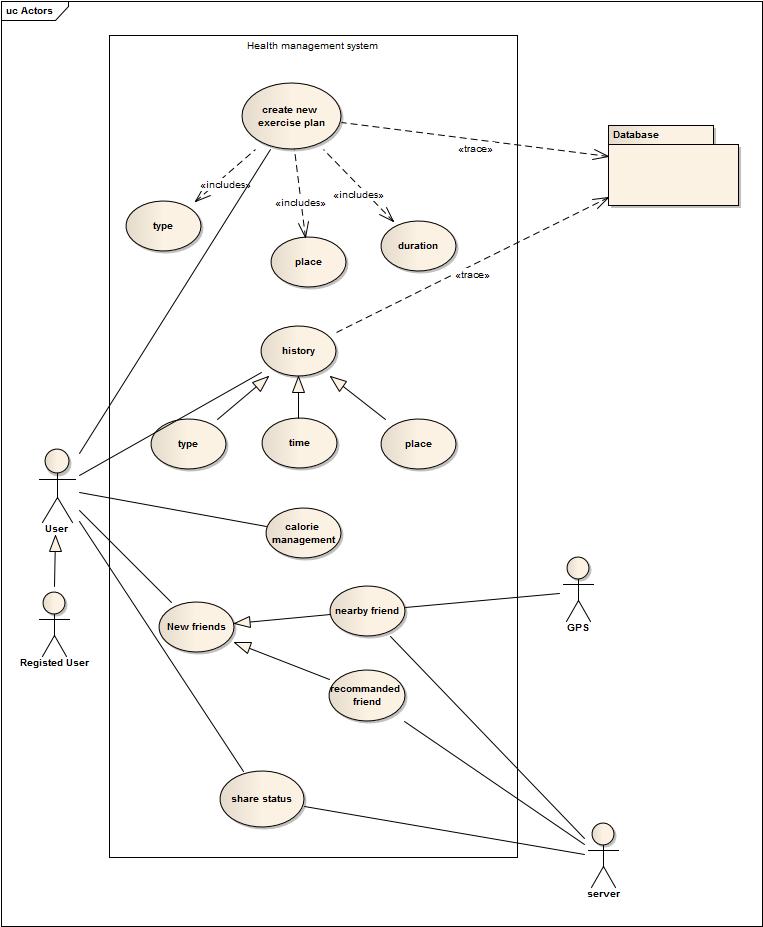 uc Actors
Health management system
create new
exercise plan
Database
«trace»
«includes»
«includes»
«includes»
type
place
duration
«trace»
history
type
time
place
User
calorie
management
New friends
nearby friend
GPS
Registed User
recommanded
friend
share status
server